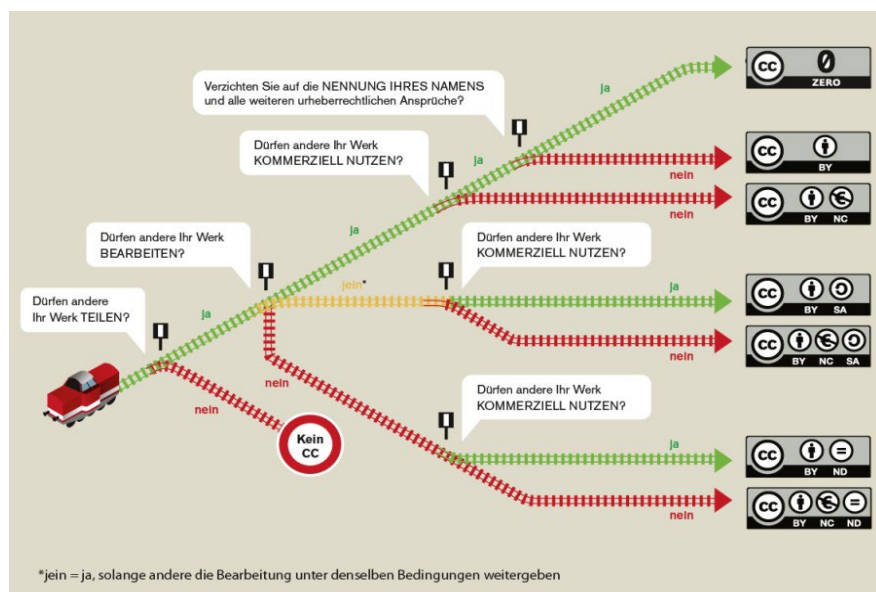 Verzichten Sie auf die NENNUNG IHRES NAMENS
und alle weiteren urheberrechtlichen Ansprüche?
ja
cc
0
ZERO
Dürfen andere Ihr Werk
KOMMERZIELL NUTZEN?
ja
nein
cc
BY
nein
cc
BY NC
Dürfen andere Ihr Werk
BEARBEITEN?
ja
Dürfen andere Ihr Werk
KOMMERZIELL NUTZEN?
jein*
ja
cc
BY SA
nein
cc
BY NC SA
Dürfen andere
Ihr Werk TEILEN?
ja
nein
Kein
CC
nein
Dürfen andere Ihr Werk
KOMMERZIELL NUTZEN?
ja
cc
BY ND
nein
cc
BY NC ND
*jein = ja, solange andere die Bearbeitung unter denselben Bedingungen weitergeben